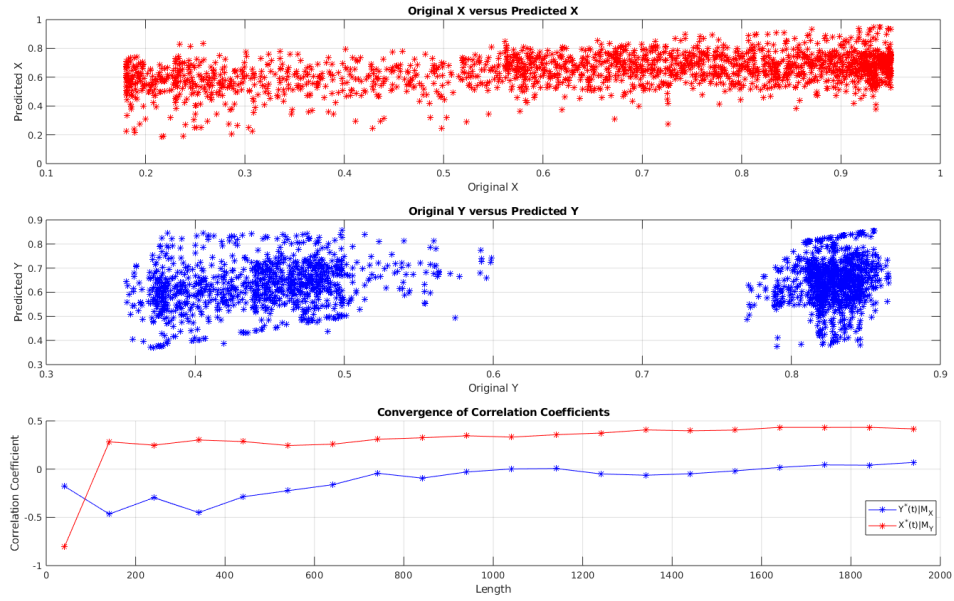 Original X versus Predicted X
Predicted X
1
0.8
0.6
0.4
0.2
0
0.1 0.2 0.3 0.4 0.5 0.6 0.7 0.8 0.9 1
Original X
Original Y versus Predicted Y
Predicted Y
0.9
0.8
0.7
0.6
0.5
0.4
0.3
0.3 0.4 0.5 0.6 0.7 0.8 0.9
Original Y
Convergence of Correlation Coefficients
Correlation Coefficient
0.5
0
-0.5
-1
Y*(t)|M_X
X*(t)|M_Y
0 200 400 600 800 1000 1200 1400 1600 1800 2000
Length